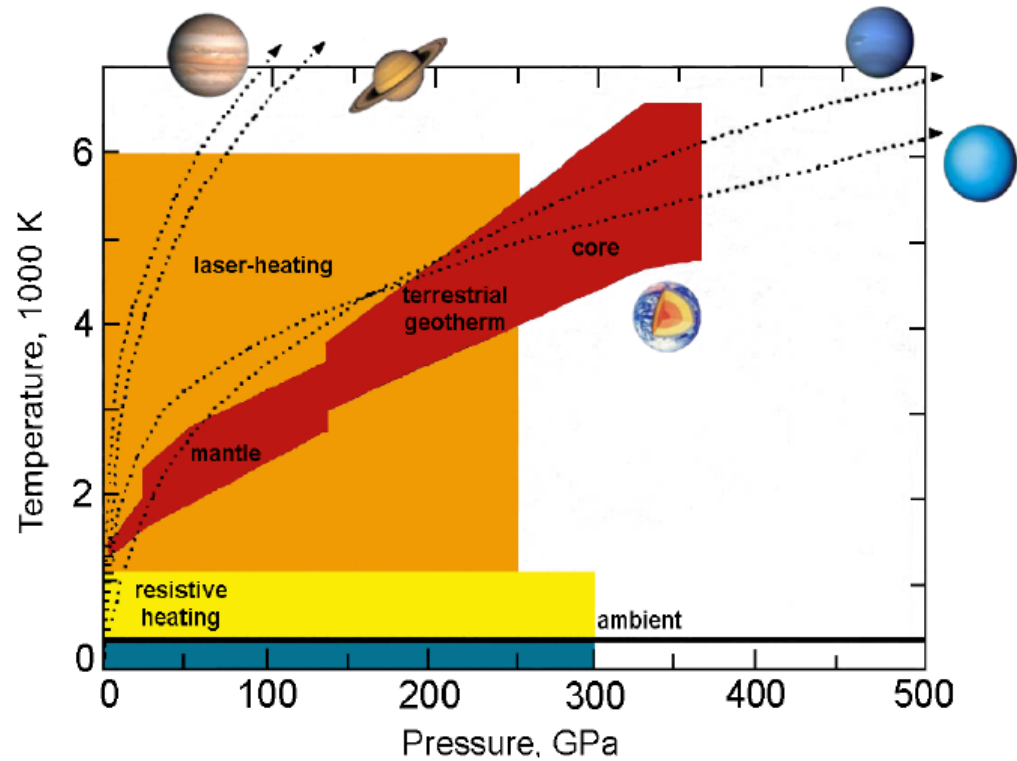 6
4
2
0
Temperature, 1000 K
laser-heating
core
terrestrial
geotherm
mantle
resistive
heating
ambient
0 100 200 300 400 500
Pressure, GPa